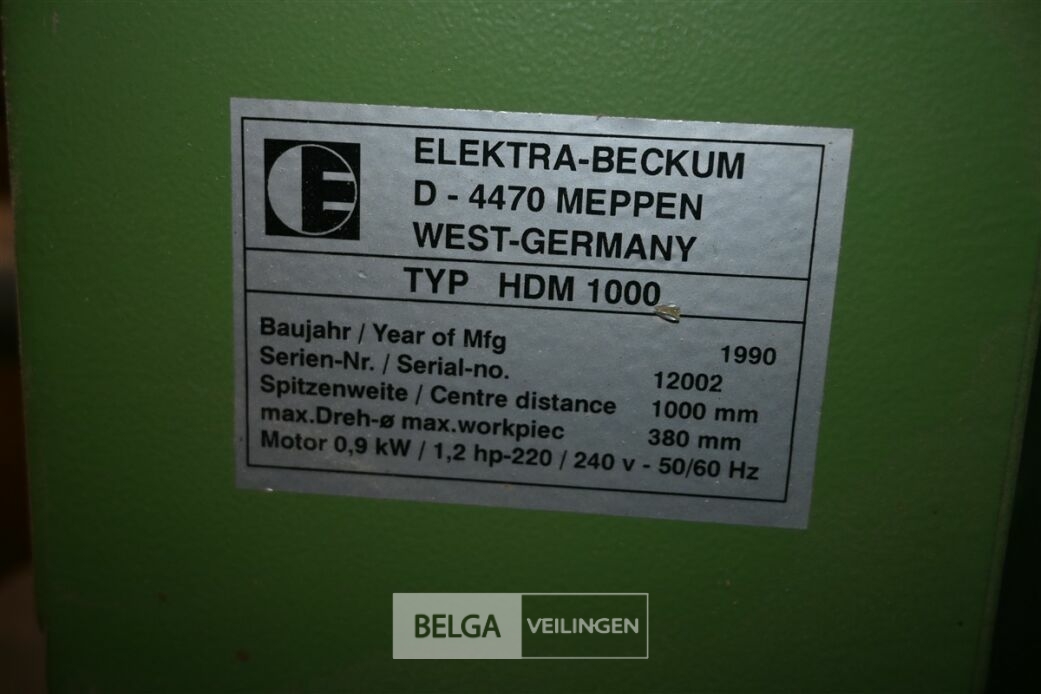 E
ELEKTRA-BECKUM
D - 4470 MEPPEN
WEST-GERMANY
TYP HDM 1000
Baujahr / Year of Mfg 1990
Serien-Nr. / Serial-no. 12002
Spitzenweite / Centre distance 1000 mm
max.Dreh-ø max.workpiec 380 mm
Motor 0,9 kW / 1,2 hp-220 / 240 v - 50/60 Hz
BELGA VEILINGEN